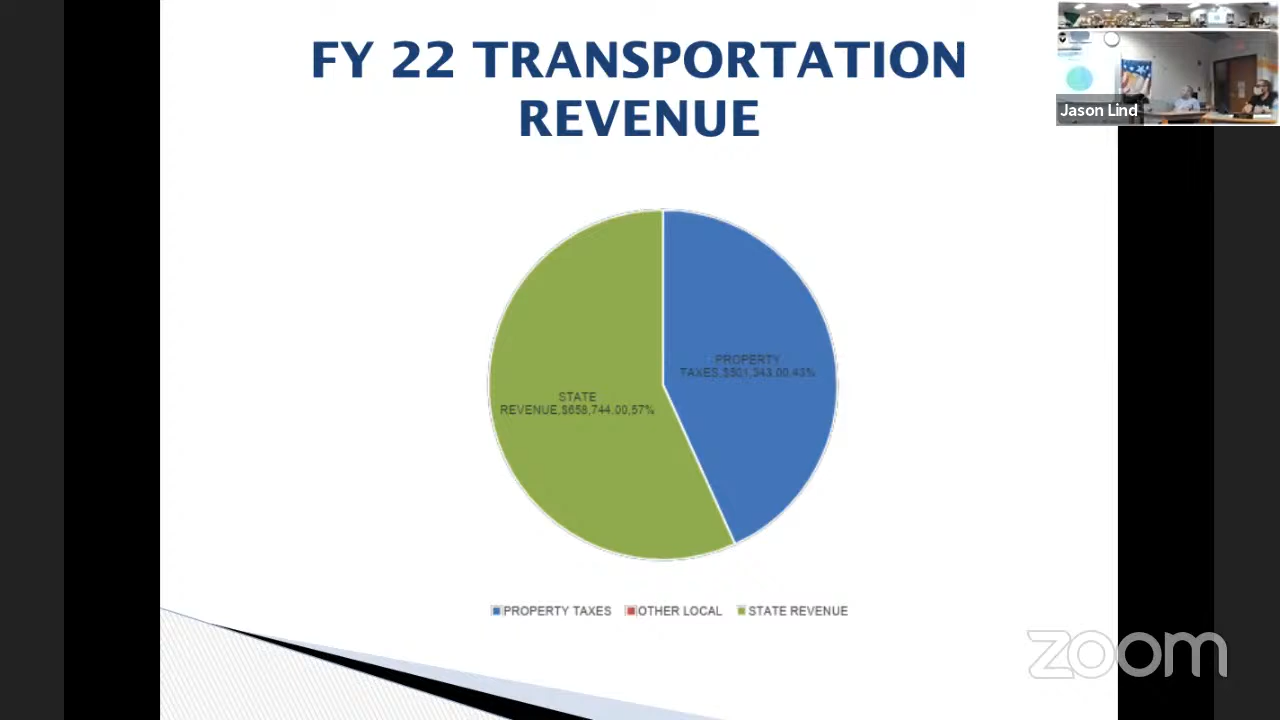 FY 22 TRANSPORTATION
REVENUE
Jason Lind
PROPERTY
TAXES,$501,343.00,43%
STATE
REVENUE,$658,744.00,57%
PROPERTY TAXES OTHER LOCAL STATE REVENUE
zoom